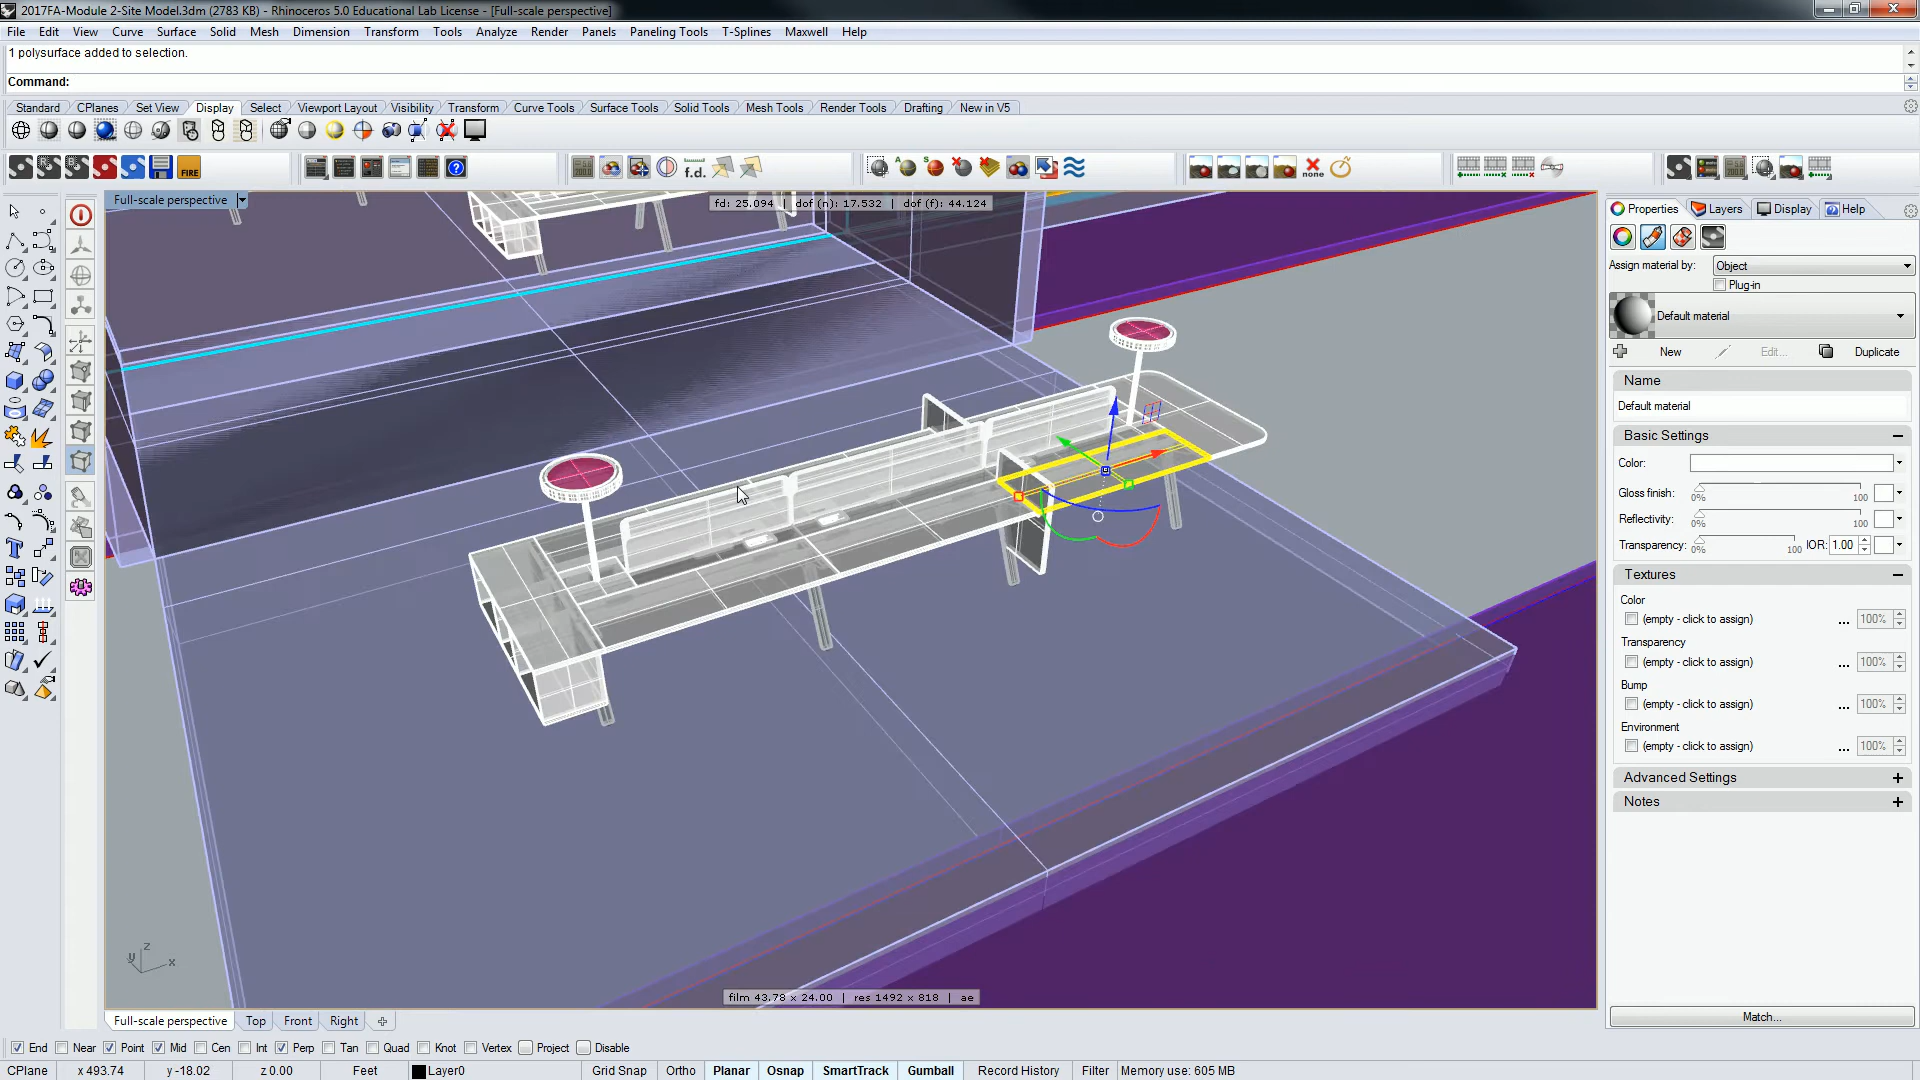 2017FA-Module 2-Site Model.3dm (2783 KB) - Rhinoceros 5.0 Educational Lab License - [Full-scale perspective]
File Edit View Curve Surface Solid Mesh Dimension Transform Tools Analyze Render Panels Paneling Tools T-Splines Maxwell Help
1 polysurface added to selection.
Command:
Standard CPlanes Set View Display Select Viewport Layout Visibility Transform Curve Tools Surface Tools Solid Tools Mesh Tools Render Tools Drafting New in V5
FIRE
f.d.
none
Full-scale perspective
fd: 25.094 | dof (n): 17.532 | dof (f): 44.124
Properties Layers Display Help
Assign material by: Object
Plug-in
Default material
New Edit... Duplicate
Name
Default material
Basic Settings
Color:
Gloss finish: 0% 100
Reflectivity: 0% 100
Transparency: 0% 100 IOR: 1.00
Textures
Color
(empty - click to assign) ... 100%
Transparency
(empty - click to assign) ... 100%
Bump
(empty - click to assign) ... 100%
Environment
(empty - click to assign) ... 100%
Advanced Settings
Notes
z
y x
film 43.78 x 24.00 | res 1492 x 818 | ae
Match...
Full-scale perspective Top Front Right
End Near Point Mid Cen Int Perp Tan Quad Knot Vertex Project Disable
CPlane x 493.74 y -18.02 z 0.00 Feet Layer0 Grid Snap Ortho Planar Osnap SmartTrack Gumball Record History Filter Memory use: 605 MB